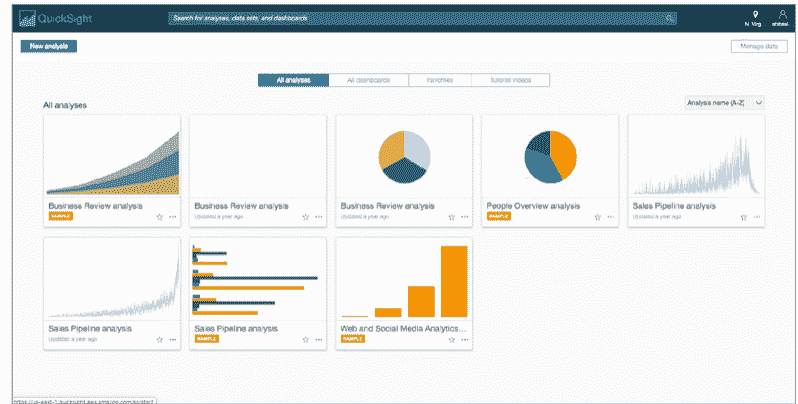 QuickSight
Search for analyses, data sets, and dashboards
N. Virg
New analysis
Manage data
All analyses
All dashboards
Favorites
Tutorial videos
All analyses
Analysis name (A-Z)
Business Review analysis
SAMPLE
Business Review analysis
Updated a year ago
Business Review analysis
Updated a year ago
People Overview analysis
SAMPLE
Sales Pipeline analysis
Updated a year ago
Sales Pipeline analysis
Updated a year ago
Sales Pipeline analysis
SAMPLE
Web and Social Media Analytics...
SAMPLE